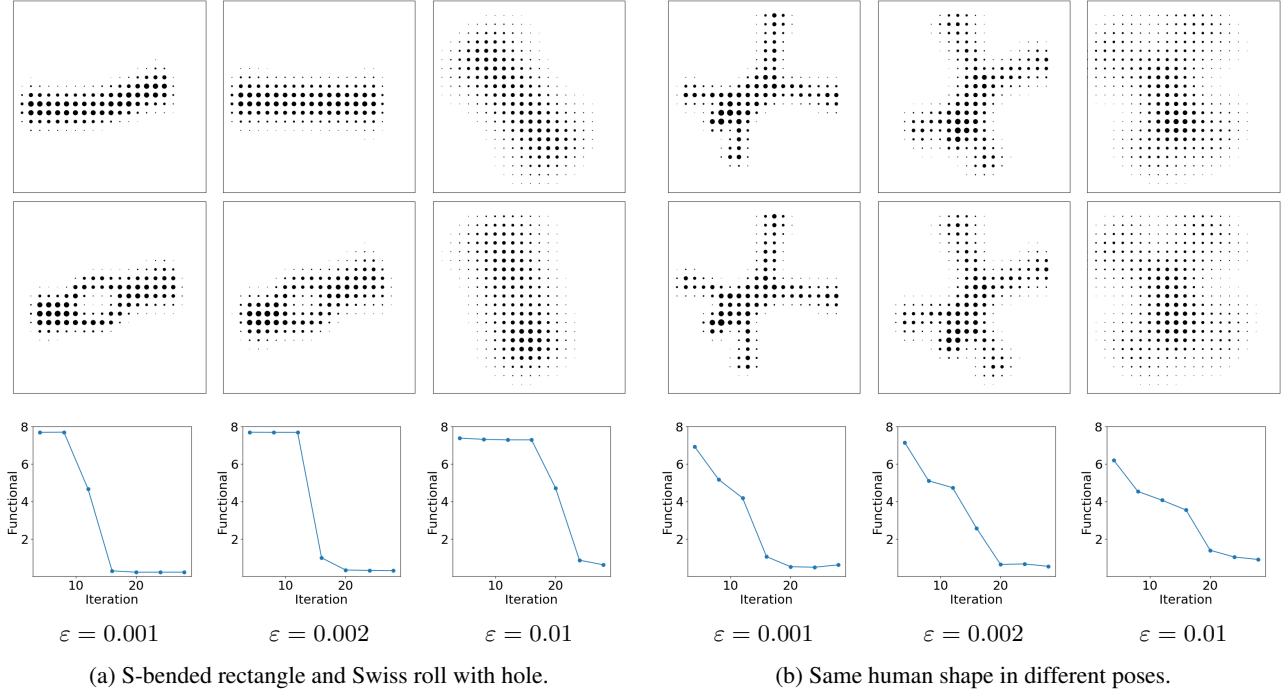 8
6
4
2
Functional
10
20
Iteration
8
6
4
2
Functional
10
20
Iteration
8
6
4
2
Functional
10
20
Iteration
8
6
4
2
Functional
10
20
Iteration
8
6
4
2
Functional
10
20
Iteration
8
6
4
2
Functional
10
20
Iteration
ε = 0.001
ε = 0.002
ε = 0.01
ε = 0.001
ε = 0.002
ε = 0.01
(a) S-bended rectangle and Swiss roll with hole.
(b) Same human shape in different poses.